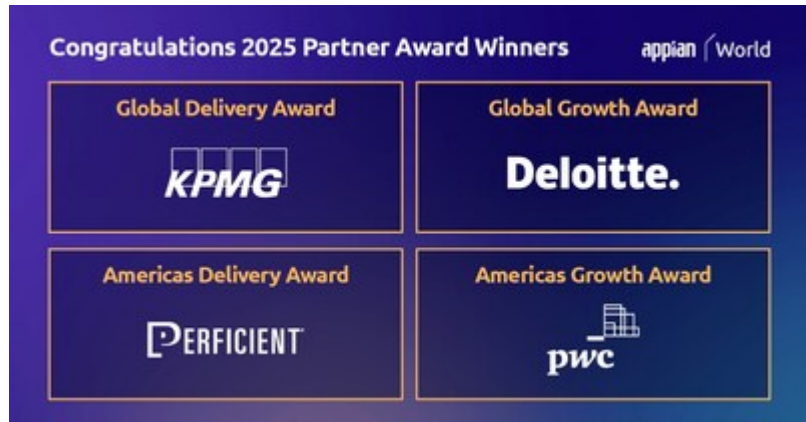 Congratulations 2025 Partner Award Winners
appian World
Global Delivery Award
KPMG
Global Growth Award
Deloitte.
Americas Delivery Award
PERFICIENT
Americas Growth Award
pwc